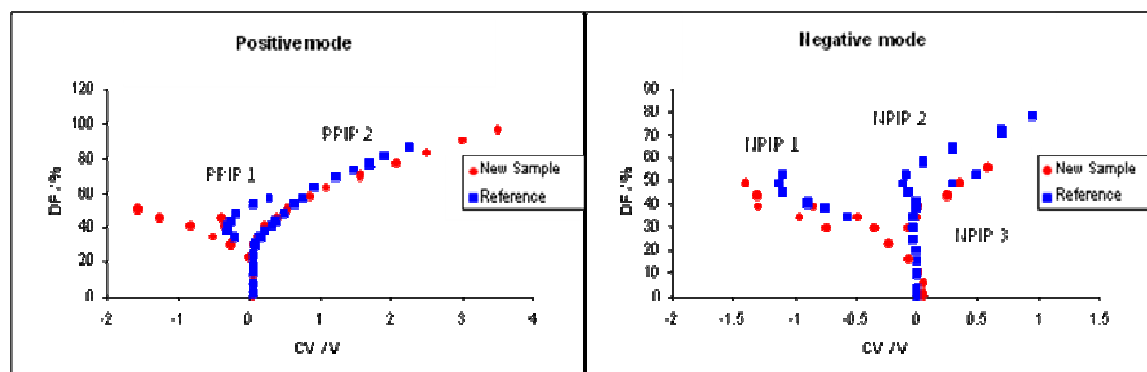 Positive mode
120
100
80
60
40
20
0
-2
-1
0
1
2
3
4
DF /%
CV /V
PPIP 1
PPIP 2
New Sample
Reference
Negative mode
90
80
70
60
50
40
30
20
10
0
-2
-1.5
-1
-0.5
0
0.5
1
1.5
DF /%
CV /V
NPIP 1
NPIP 2
NPIP 3
New Sample
Reference